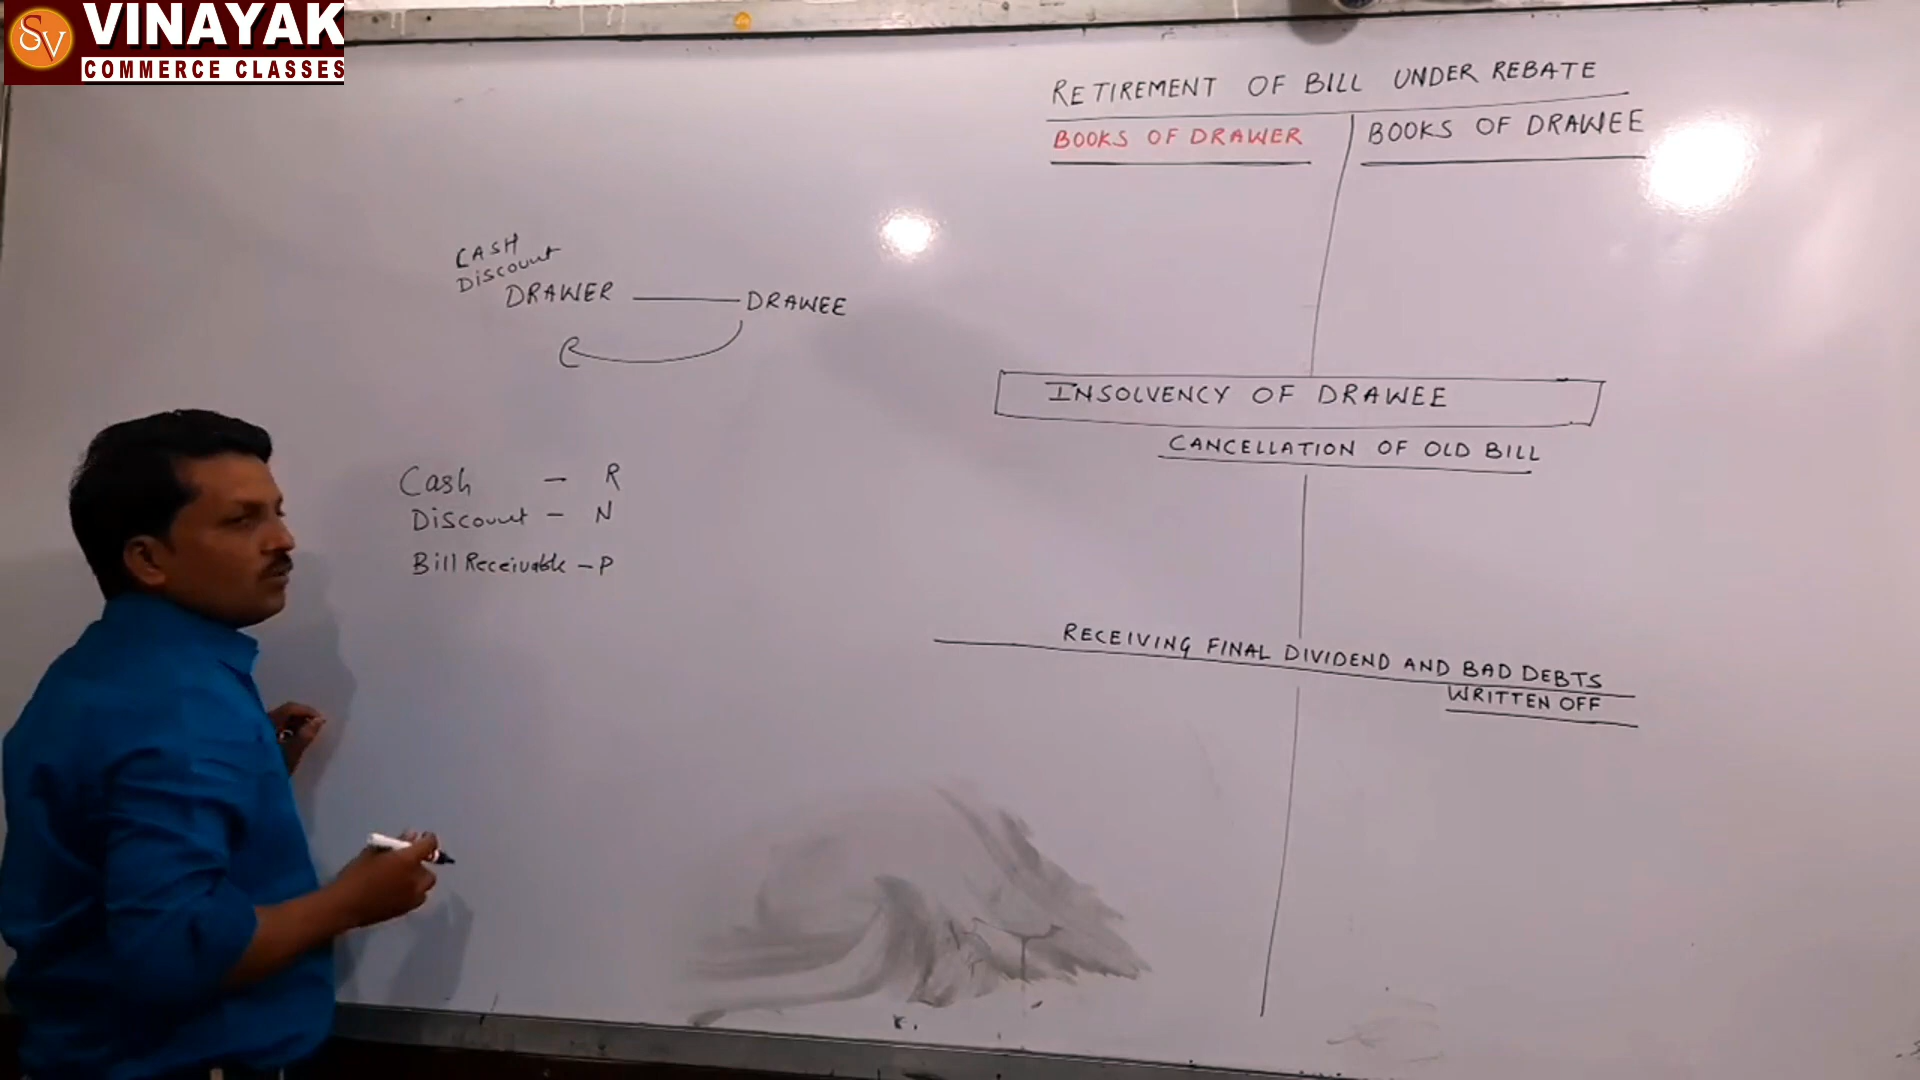 SV VINAYAK
COMMERCE CLASSES
RETIREMENT OF BILL UNDER REBATE
BOOKS OF DRAWER
BOOKS OF DRAWEE
CASH
Discount
DRAWER
DRAWEE
INSOLVENCY OF DRAWEE
CANCELLATION OF OLD BILL
Cash - R
Discount - N
Bill Receivable - P
RECEIVING FINAL DIVIDEND AND BAD DEBTS
WRITTEN OFF